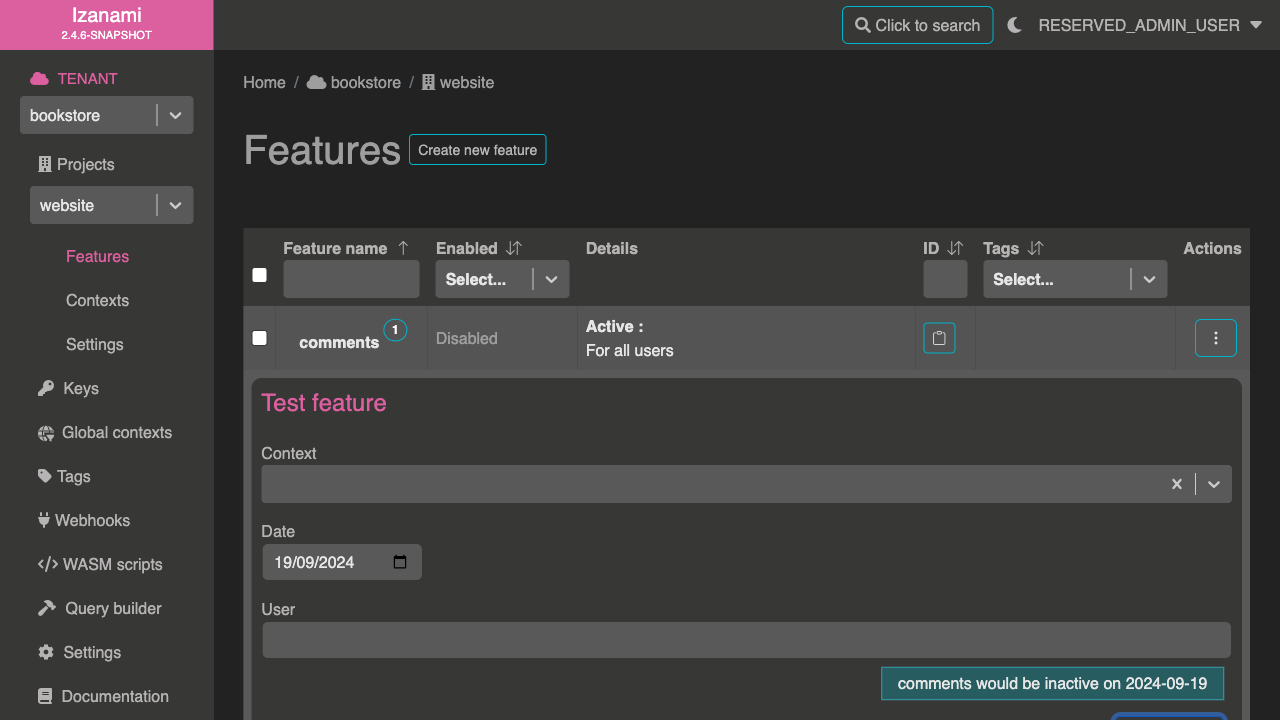 Izanami
2.4.6-SNAPSHOT
Click to search
RESERVED_ADMIN_USER
TENANT
bookstore
Projects
website
Features
Contexts
Settings
Keys
Global contexts
Tags
Webhooks
WASM scripts
Query builder
Settings
Documentation
Home / bookstore / website
Features Create new feature
Feature name Enabled Details ID Tags Actions
Select... Select...
comments 1 Disabled Active :
For all users
Test feature
Context
Date
19/09/2024
User
comments would be inactive on 2024-09-19